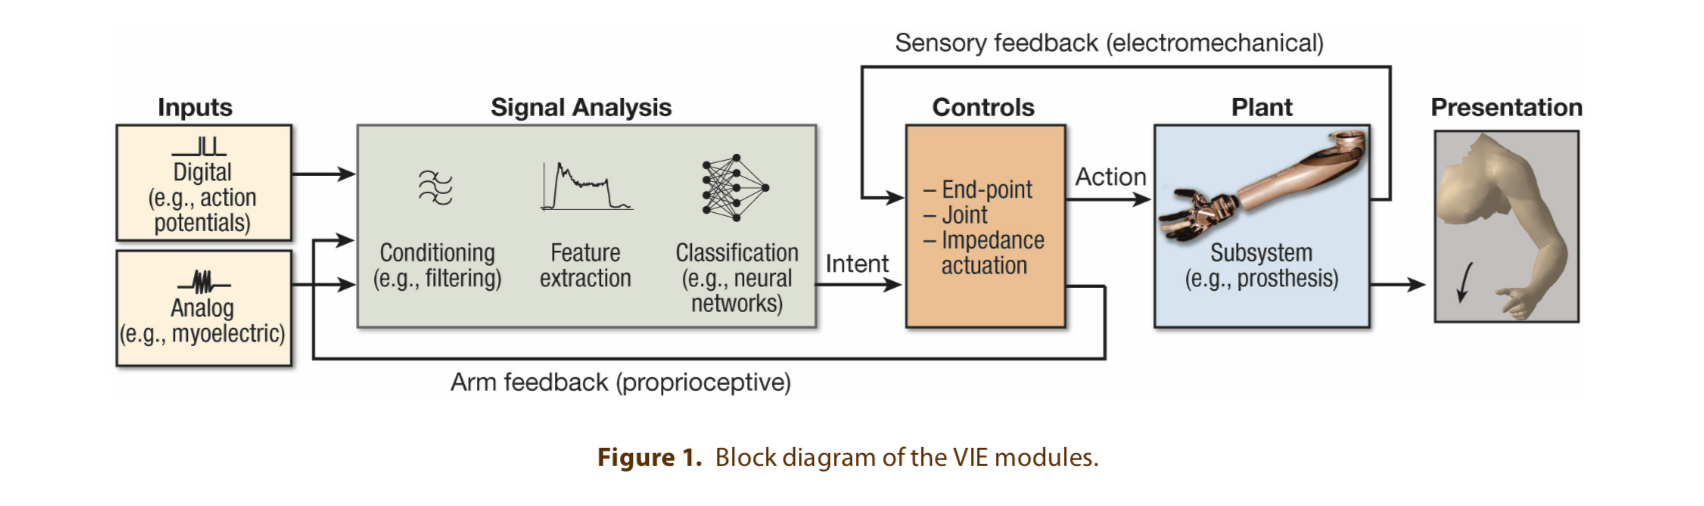 Sensory feedback (electromechanical)
Inputs
Signal Analysis
Controls
Plant
Presentation
Digital
(e.g., action
potentials)
Analog
(e.g., myoelectric)
Conditioning
(e.g., filtering)
Feature
extraction
Classification
(e.g., neural
networks)
Intent
– End-point
– Joint
– Impedance
actuation
Action
Subsystem
(e.g., prosthesis)
Arm feedback (proprioceptive)
Figure 1. Block diagram of the VIE modules.